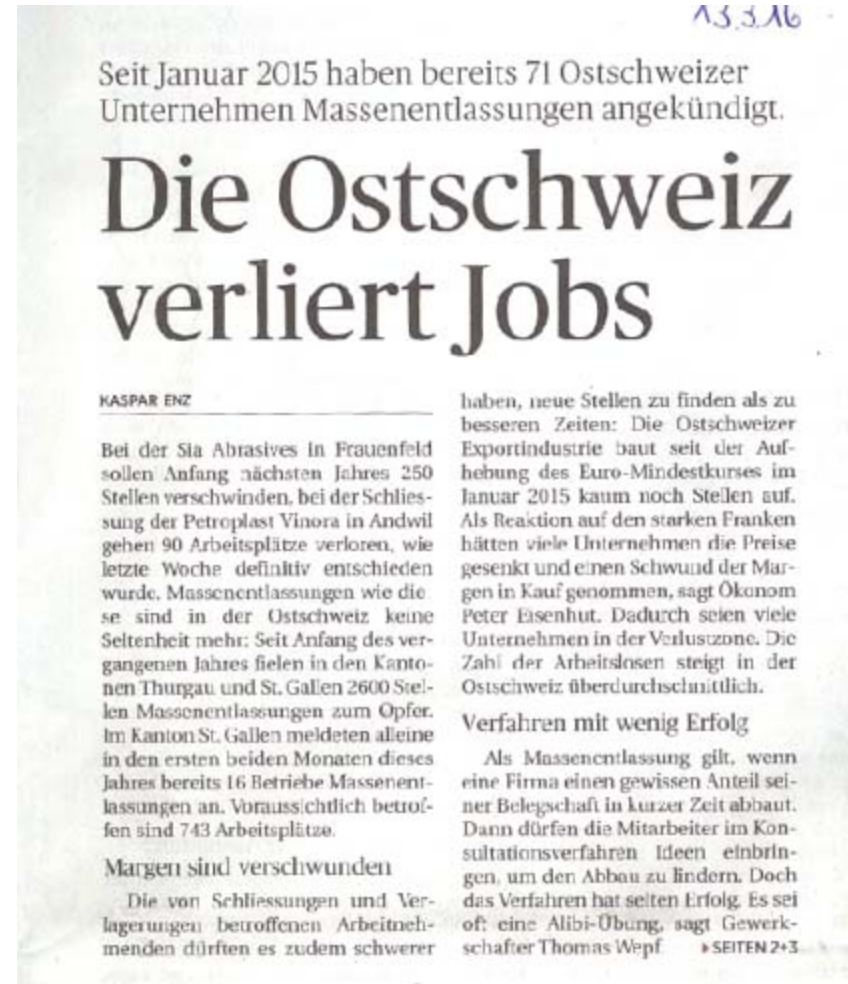 13.3.16
Seit Januar 2015 haben bereits 71 Ostschweizer
Unternehmen Massenentlassungen angekündigt.
Die Ostschweiz
verliert Jobs
KASPAR ENZ
Bei der Sia Abrasives in Frauenfeld
sollen Anfang nächsten Jahres 250
Stellen verschwinden, bei der Schlies-
sung der Petroplast Vinora in Andwil
gehen 90 Arbeitsplätze verloren, wie
letzte Woche definitiv entschieden
wurde. Massenentlassungen wie die
se sind in der Ostschweiz keine
Seltenheit mehr: Seit Anfang des ver-
gangenen Jahres fielen in den Kanto-
nen Thurgau und St. Gallen 2600 Stel-
len Massenentlassungen zum Opfer.
Im Kanton St. Gallen meldeten alleine
in den ersten beiden Monaten dieses
Jahres bereits 16 Betriebe Massenent-
lassungen an. Voraussichtlich betrof-
fen sind 743 Arbeitsplätze.
Margen sind verschwunden
Die von Schliessungen und Ver-
lagerungen betroffenen Arbeitneh-
menden dürften es zudem schwerer
haben, neue Stellen zu finden als zu
besseren Zeiten: Die Ostschweizer
Exportindustrie baut seit der Auf-
hebung des Euro-Mindestkurses im
Januar 2015 kaum noch Stellen auf.
Als Reaktion auf den starken Franken
hätten viele Unternehmen die Preise
gesenkt und einen Schwund der Mar-
gen in Kauf genommen, sagt Ökonom
Peter Eisenhut. Dadurch seien viele
Unternehmen in der Verlustzone. Die
Zahl der Arbeitslosen steigt in der
Ostschweiz überdurchschnittlich.
Verfahren mit wenig Erfolg
Als Massenentlassung gilt, wenn
eine Firma einen gewissen Anteil sei-
ner Belegschaft in kurzer Zeit abbaut.
Dann dürfen die Mitarbeiter im Kon-
sultationsverfahren Ideen einbrin-
gen, um den Abbau zu lindern. Doch
das Verfahren hat selten Erfolg. Es sei
oft eine Alibi-Übung, sagt Gewerk-
schafter Thomas Wepf. ▸SEITEN 2+3